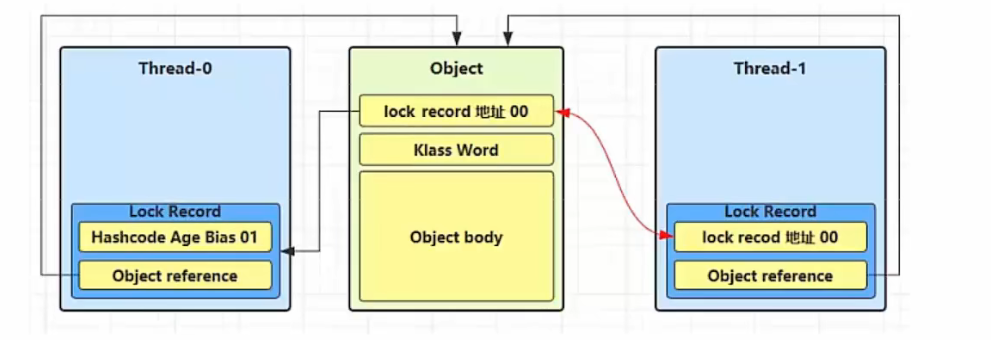 Thread-0
Lock Record
Hashcode Age Bias 01
Object reference
Object
lock record 地址 00
Klass Word
Object body
Thread-1
Lock Record
lock recod 地址 00
Object reference